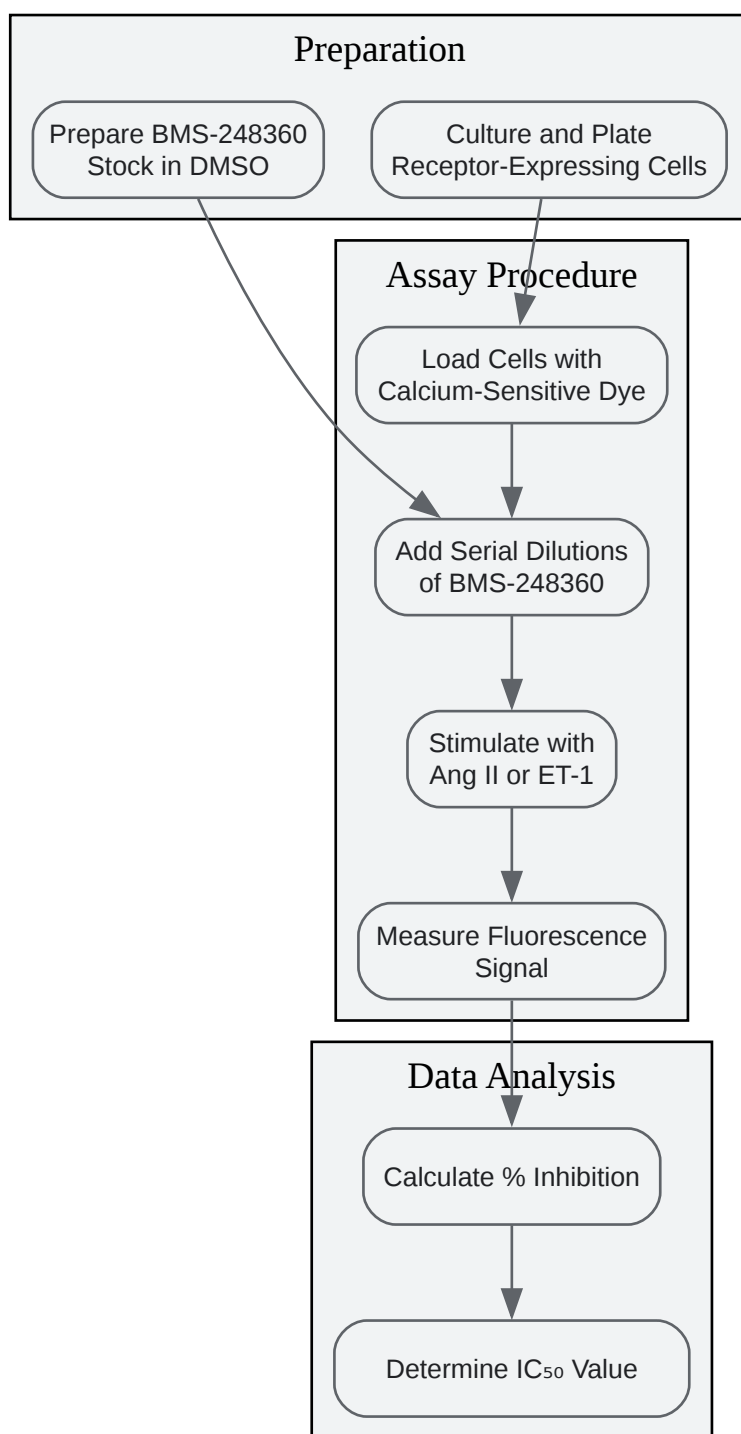 Preparation
Prepare BMS-248360
Stock in DMSO
Culture and Plate
Receptor-Expressing Cells
Assay Procedure
Load Cells with
Calcium-Sensitive Dye
Add Serial Dilutions
of BMS-248360
Stimulate with
Ang II or ET-1
Measure Fluorescence
Signal
Data Analysis
Calculate % Inhibition
Determine IC₅₀ Value